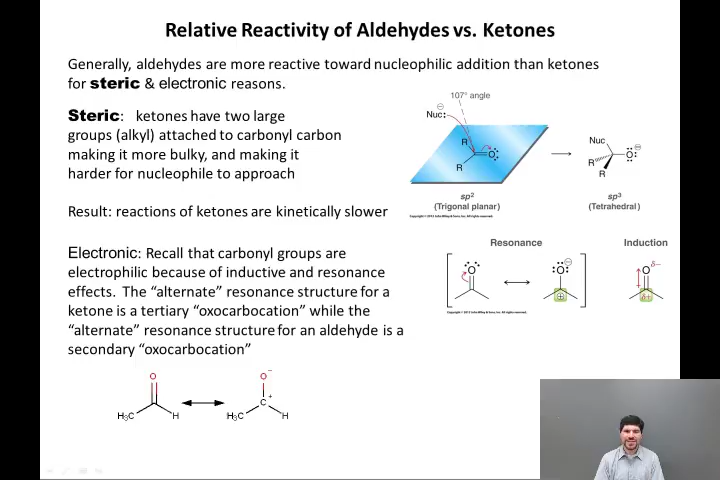 Relative Reactivity of Aldehydes vs. Ketones
Generally, aldehydes are more reactive toward nucleophilic addition than ketones
for steric & electronic reasons.
Steric: ketones have two large
groups (alkyl) attached to carbonyl carbon
making it more bulky, and making it
harder for nucleophile to approach
Result: reactions of ketones are kinetically slower
107° angle
Nuc:
⊖
R
R
O
sp2
(Trigonal planar)
Nuc
R
R
O
⊖
sp3
(Tetrahedral)
Electronic: Recall that carbonyl groups are
electrophilic because of inductive and resonance
effects. The “alternate” resonance structure for a
ketone is a tertiary “oxocarbocation” while the
“alternate” resonance structure for an aldehyde is a
secondary “oxocarbocation”
Resonance
Induction
O
O
⊖
⊕
O
δ−
δ+
O
H3C
H
O
−
C
+
H3C
H